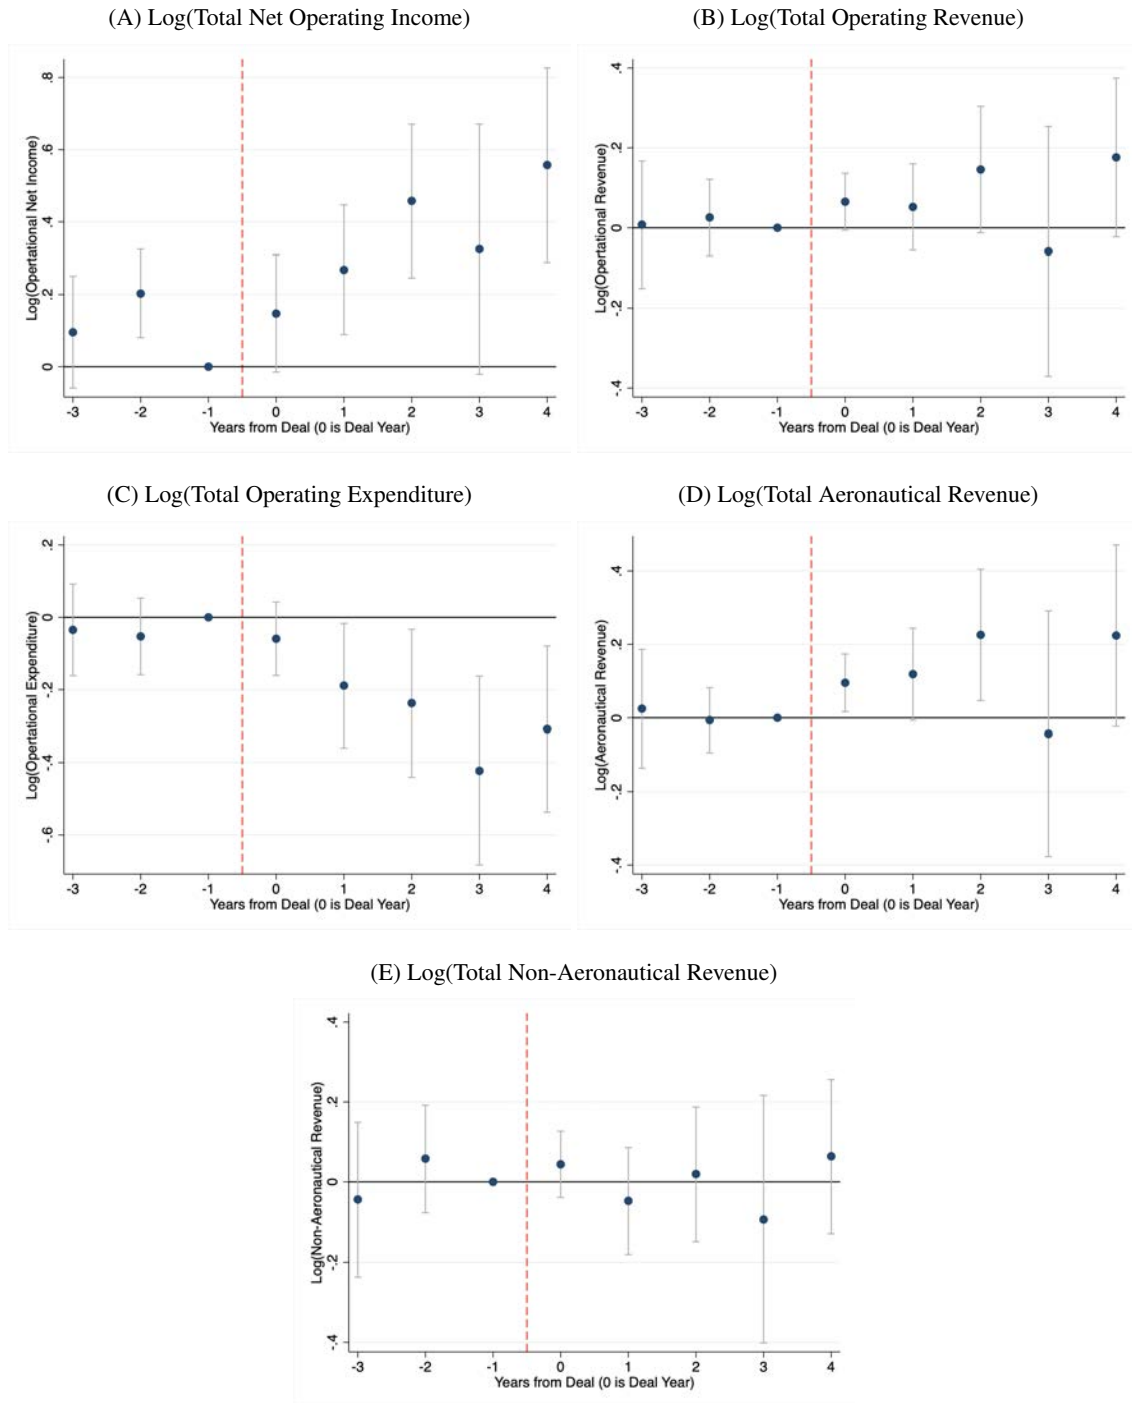 (A) Log(Total Net Operating Income)
(B) Log(Total Operating Revenue)
Log(Opertational Net Income)
.8
.6
.4
.2
0
-3 -2 -1 0 1 2 3 4
Years from Deal (0 is Deal Year)
Log(Opertational Revenue)
.4
.2
0
-.2
-.4
-3 -2 -1 0 1 2 3 4
Years from Deal (0 is Deal Year)
(C) Log(Total Operating Expenditure)
(D) Log(Total Aeronautical Revenue)
Log(Opertational Expenditure)
.2
0
-.2
-.4
-.6
-3 -2 -1 0 1 2 3 4
Years from Deal (0 is Deal Year)
Log(Aeronautical Revenue)
.4
.2
0
-.2
-.4
-3 -2 -1 0 1 2 3 4
Years from Deal (0 is Deal Year)
(E) Log(Total Non-Aeronautical Revenue)
Log(Non-Aeronautical Revenue)
.4
.2
0
-.2
-.4
-3 -2 -1 0 1 2 3 4
Years from Deal (0 is Deal Year)